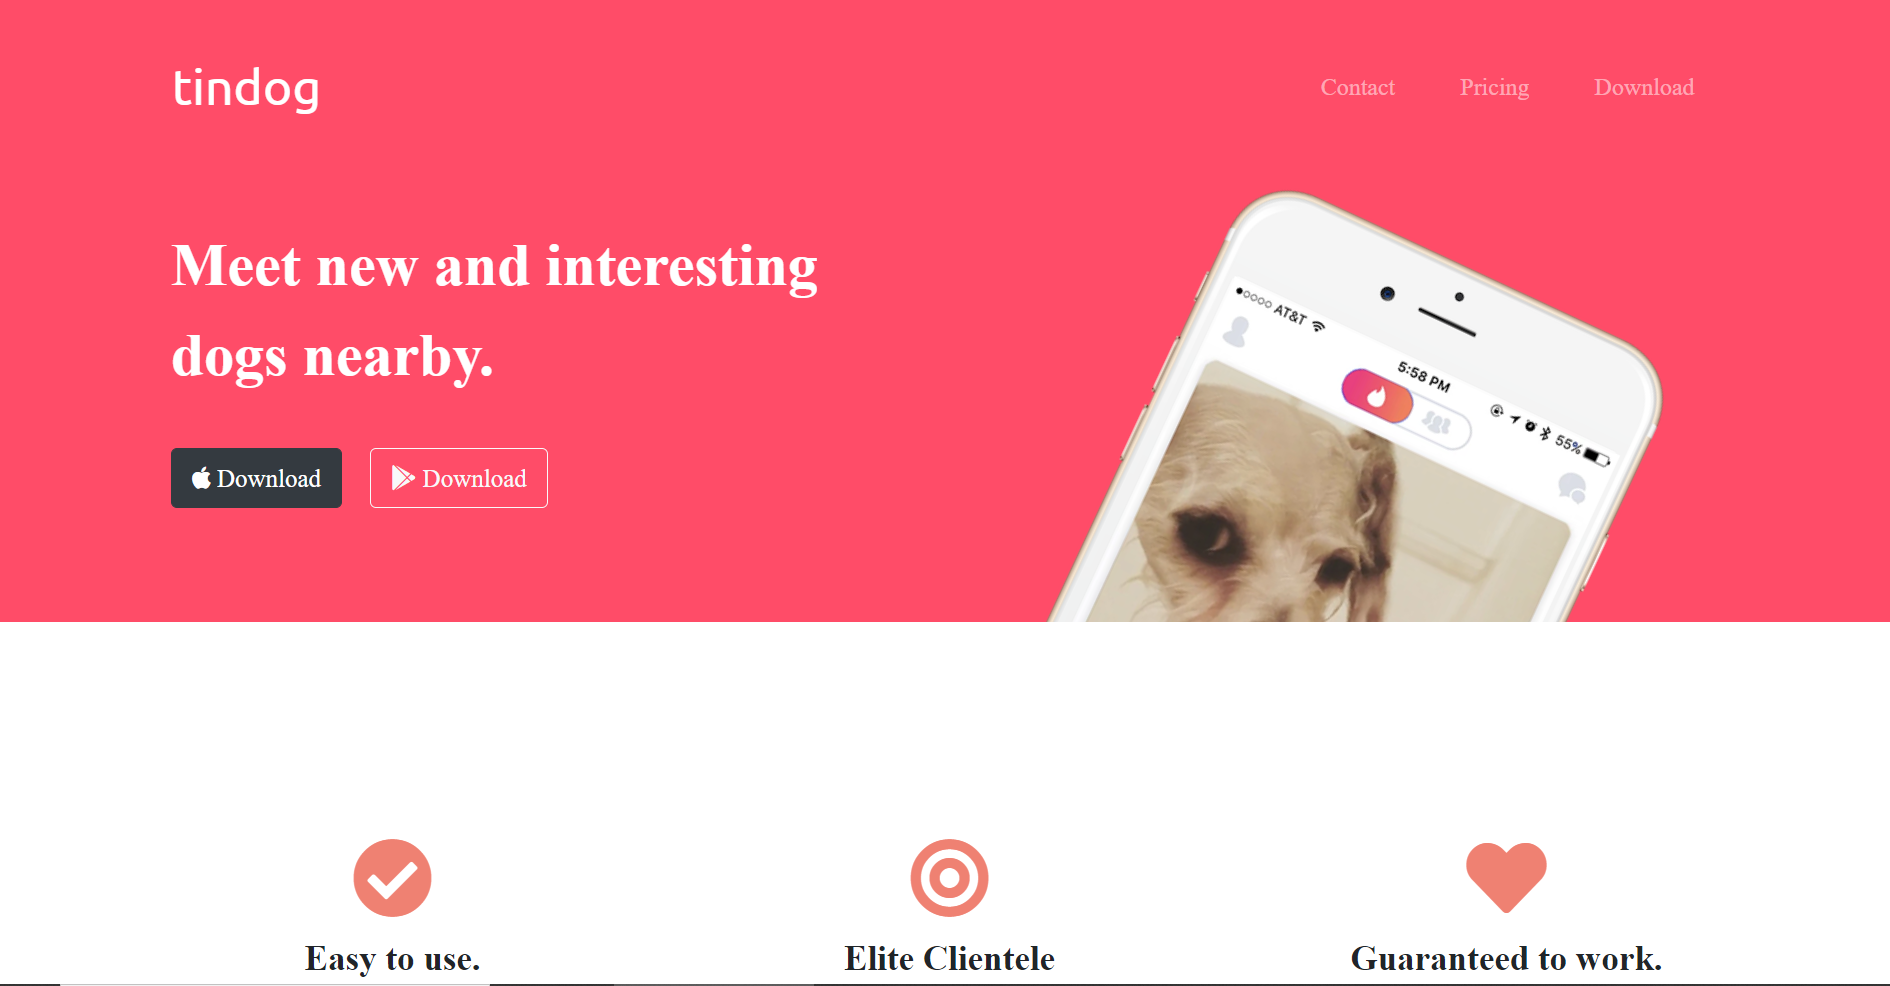 tindog
Contact Pricing Download
Meet new and interesting
dogs nearby.
Download Download
●○○○○ AT&T
5:58 PM
55%
Easy to use. Elite Clientele Guaranteed to work.